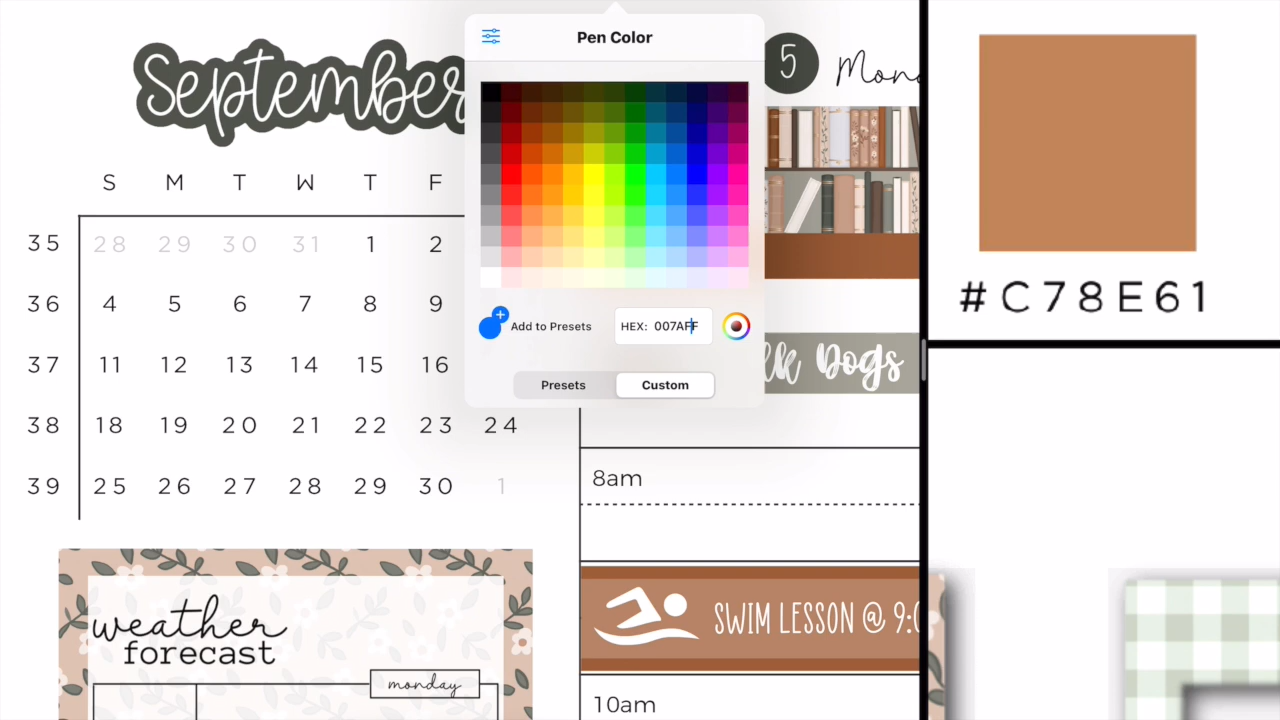 September
S M T W T F
35 28 29 30 31 1 2
36 4 5 6 7 8 9
37 11 12 13 14 15 16
38 18 19 20 21 22 23 24
39 25 26 27 28 29 30 1
weather
forecast
monday
Pen Color
Add to Presets
HEX: 007AFF
Presets
Custom
5
Mon
lk Dogs
8am
SWIM LESSON @ 9:0
10am
#C78E61